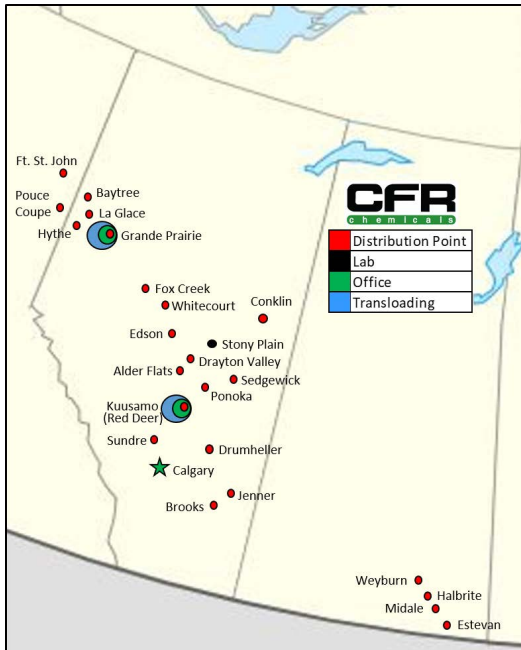 Ft. St. John
Pouce
Coupe
Baytree
La Glace
Hythe
Grande Prairie
CFR
chemicals
Distribution Point
Lab
Office
Transloading
Fox Creek
Whitecourt
Conklin
Edson
Stony Plain
Drayton Valley
Alder Flats
Sedgewick
Ponoka
Kuusamo
(Red Deer)
Sundre
Drumheller
Calgary
Jenner
Brooks
Weyburn
Halbrite
Midale
Estevan